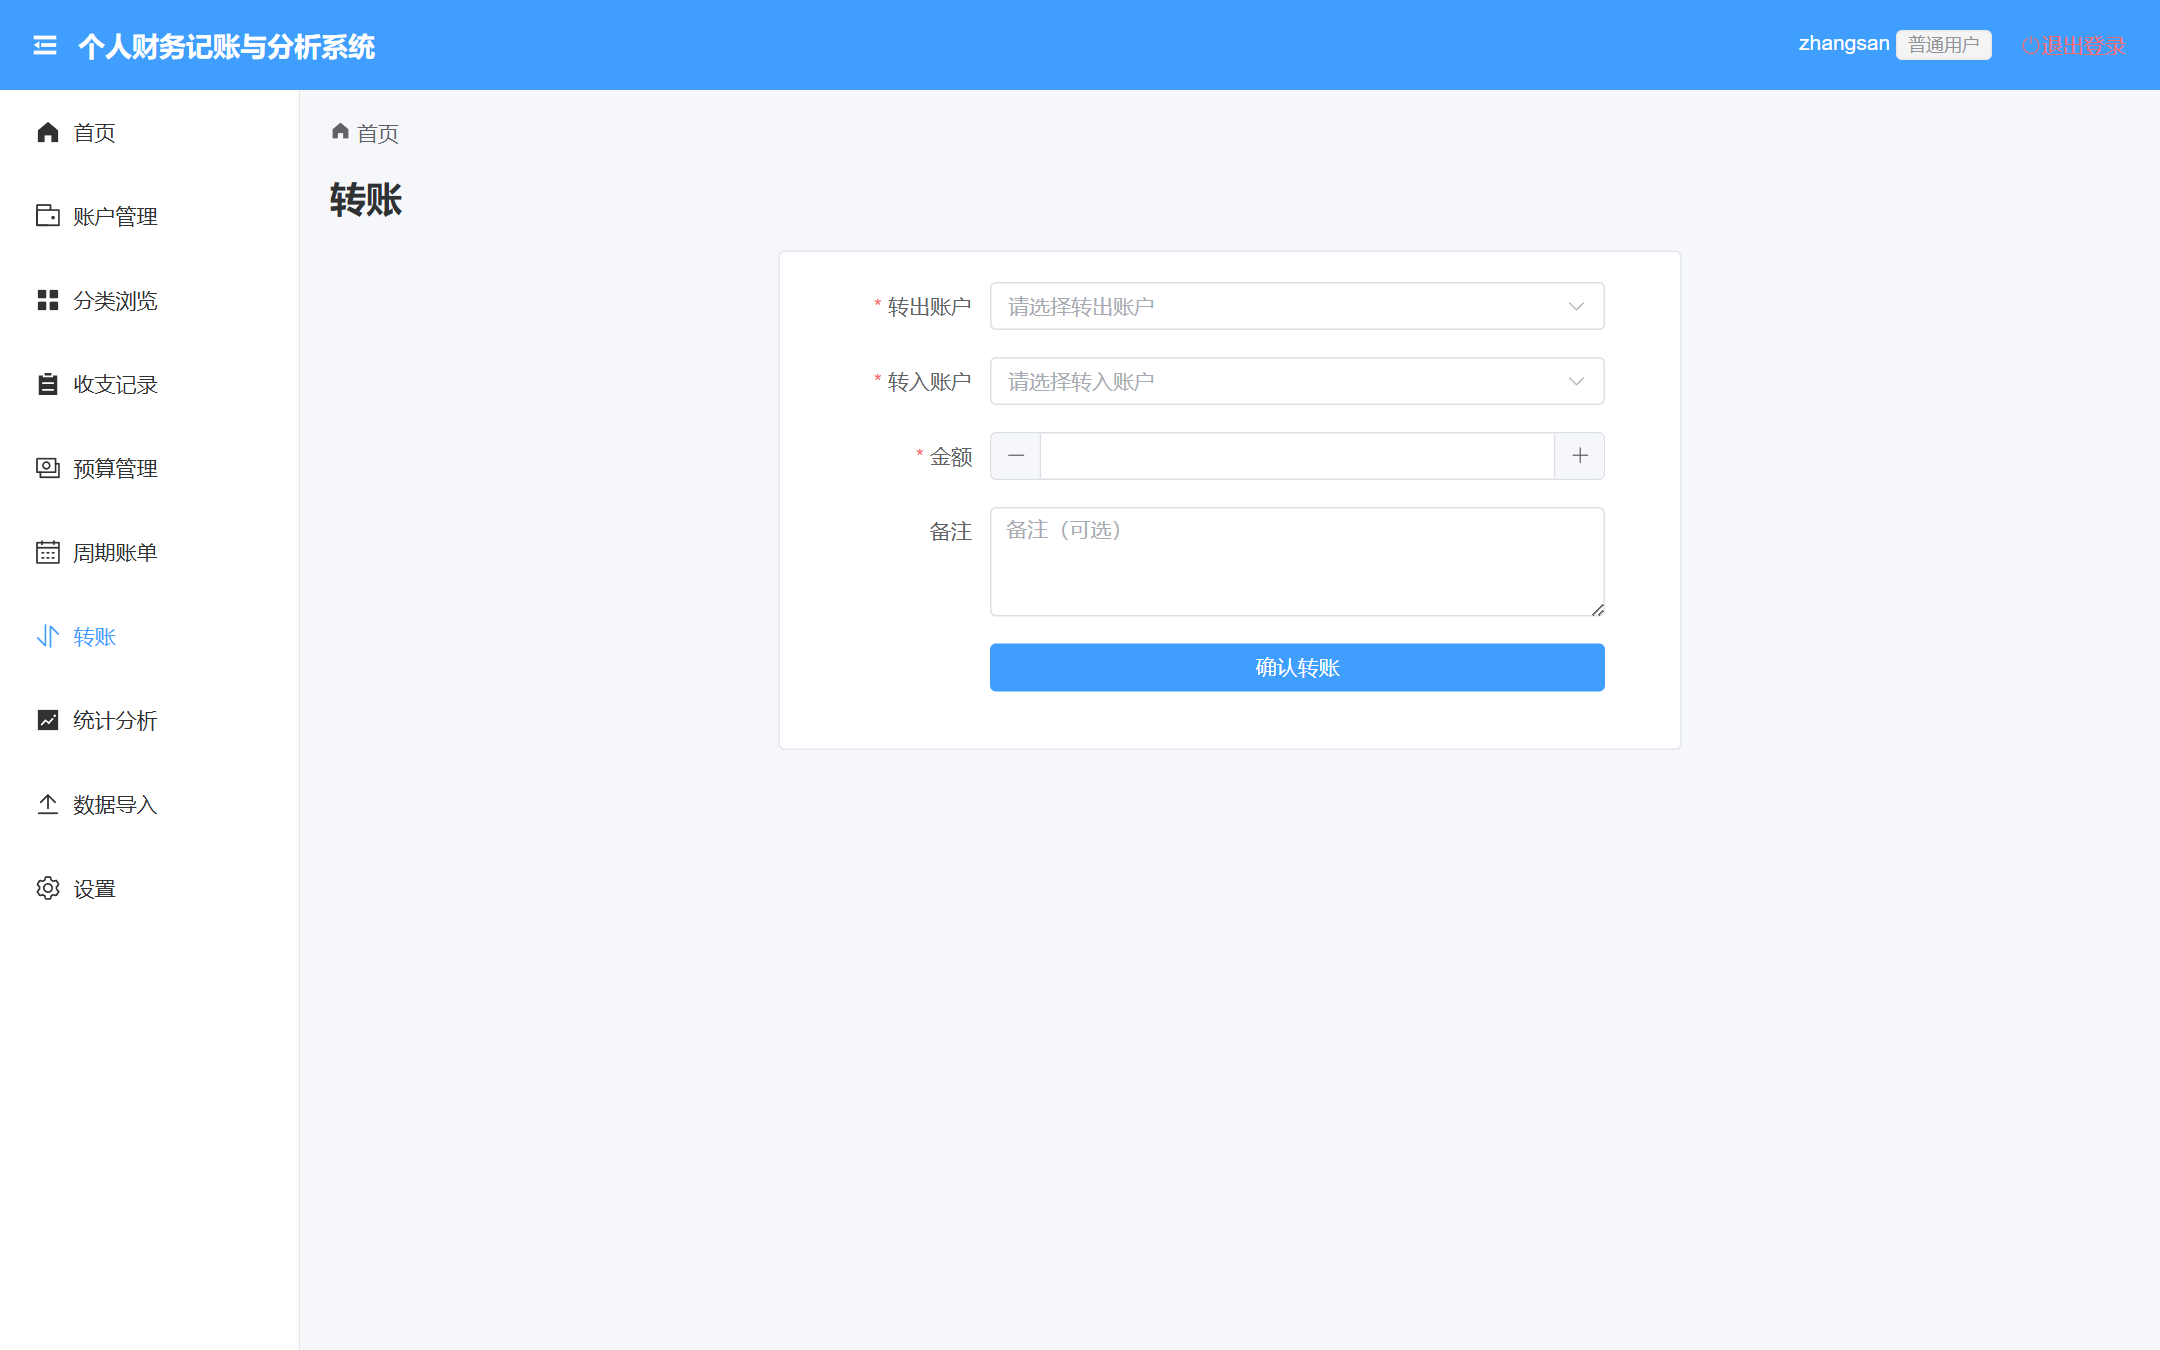 个人财务记账与分析系统
zhangsan 普通用户 退出登录
首页
账户管理
分类浏览
收支记录
预算管理
周期账单
转账
统计分析
数据导入
设置
首页
转账
* 转出账户 请选择转出账户
* 转入账户 请选择转入账户
* 金额
备注 备注（可选）
确认转账